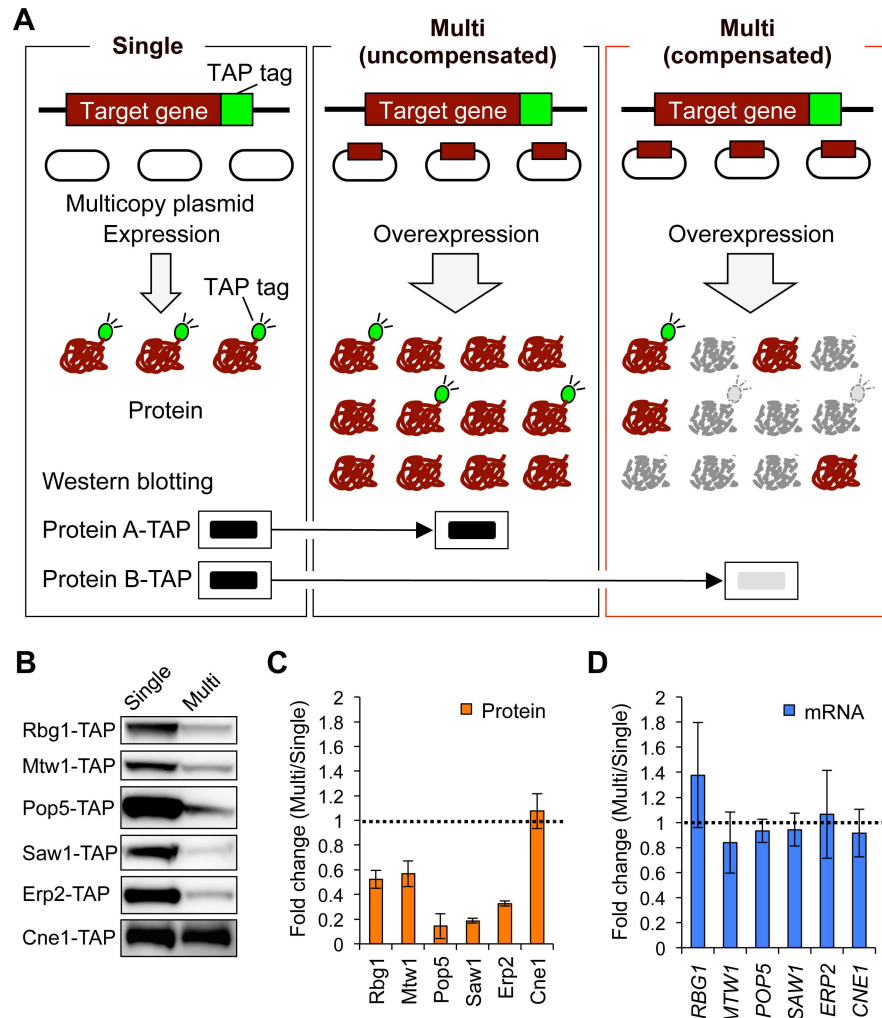 A
Single
TAP tag
Target gene
Multicopy plasmid
Expression
TAP tag
Protein
Western blotting
Protein A-TAP
Protein B-TAP
Multi
(uncompensated)
Target gene
Overexpression
Multi
(compensated)
Target gene
Overexpression
B
Single
Multi
Rbg1-TAP
Mtw1-TAP
Pop5-TAP
Saw1-TAP
Erp2-TAP
Cne1-TAP
C
Fold change (Multi/Single)
2
1.8
1.6
1.4
1.2
1
0.8
0.6
0.4
0.2
0
Protein
Rbg1
Mtw1
Pop5
Saw1
Erp2
Cne1
D
Fold change (Multi/Single)
2
1.8
1.6
1.4
1.2
1
0.8
0.6
0.4
0.2
0
mRNA
RBG1
MTW1
POP5
SAW1
ERP2
CNE1